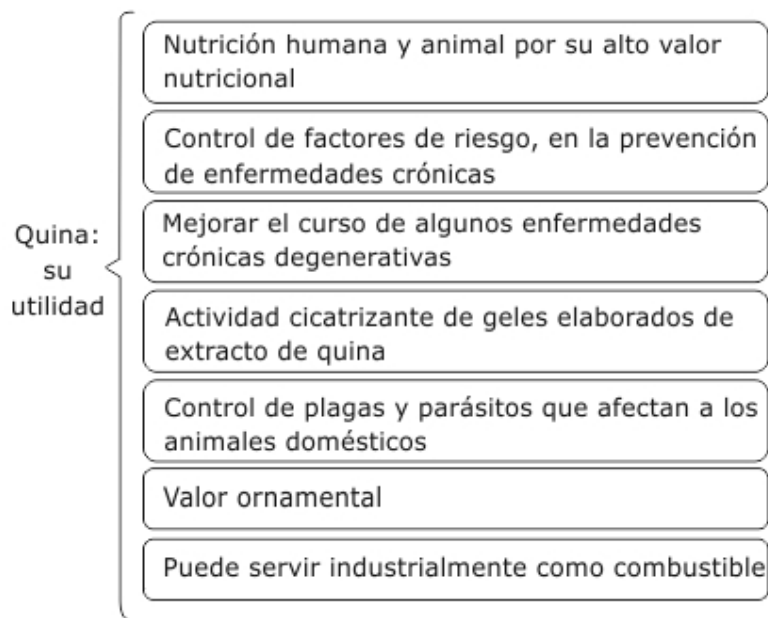 Quina:
su
utilidad
Nutrición humana y animal por su alto valor
nutricional
Control de factores de riesgo, en la prevención
de enfermedades crónicas
Mejorar el curso de algunos enfermedades
crónicas degenerativas
Actividad cicatrizante de geles elaborados de
extracto de quina
Control de plagas y parásitos que afectan a los
animales domésticos
Valor ornamental
Puede servir industrialmente como combustible